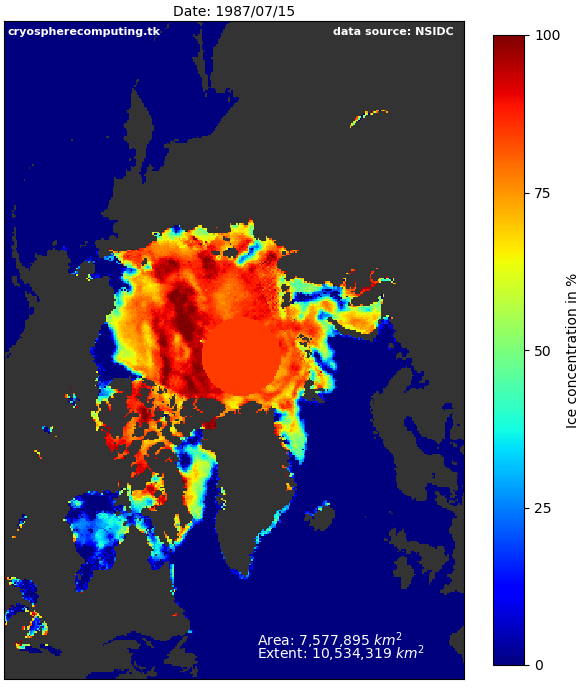 Date: 1987/07/15
cryospherecomputing.tk
data source: NSIDC
100
75
50
25
0
Ice concentration in %
Area: 7,577,895 km²
Extent: 10,534,319 km²